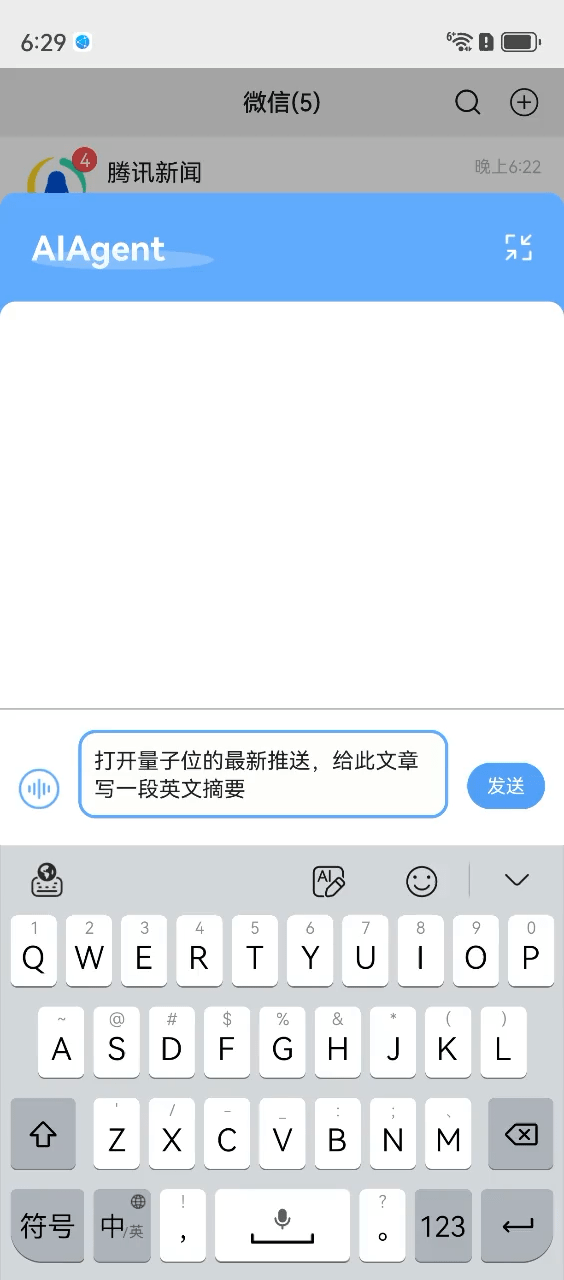 6:29
6+
微信(5)
4
腾讯新闻
晚上6:22
AIAgent
打开量子位的最新推送，给此文章
写一段英文摘要
发送
AI
1 2 3 4 5 6 7 8 9 0
Q W E R T Y U I O P
~ @ # $ % & * ( )
A S D F G H J K L
' / - _ : ; 、
Z X C V B N M
! ?
符号 中/英 , 。 123